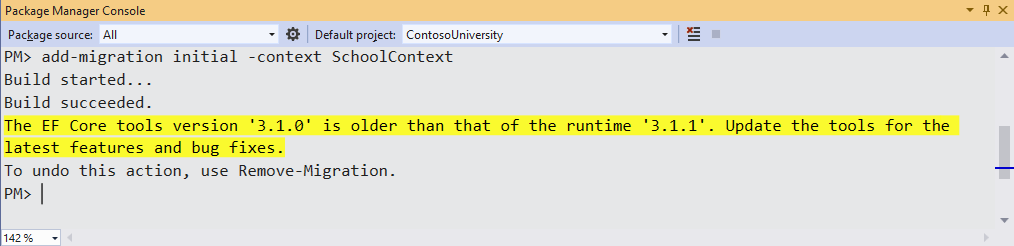 Package Manager Console
Package source: All Default project: ContosoUniversity
PM> add-migration initial -context SchoolContext
Build started...
Build succeeded.
The EF Core tools version '3.1.0' is older than that of the runtime '3.1.1'. Update the tools for the
latest features and bug fixes.
To undo this action, use Remove-Migration.
PM>
142 %